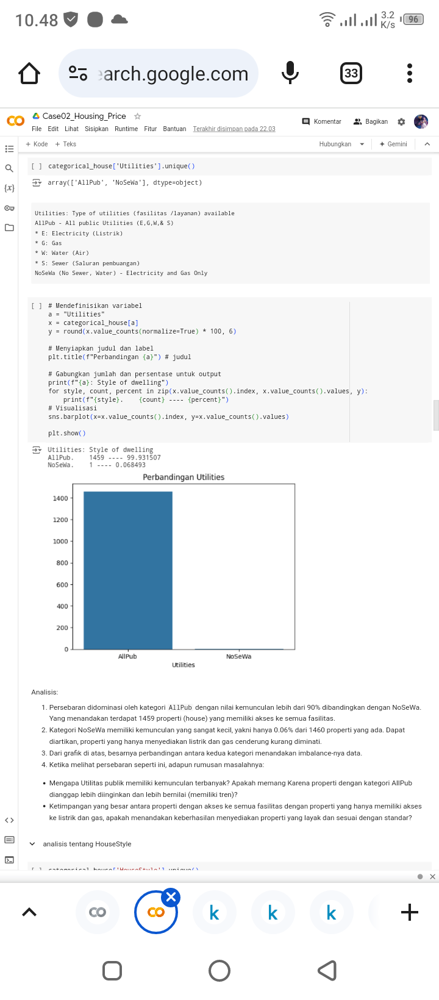 10.48
3.2
K/s
96
arch.google.com
33
Case02_Housing_Price
File Edit Lihat Sisipkan Runtime Fitur Bantuan Terakhir disimpan pada 22.03
Komentar
Bagikan
+ Kode + Teks
Hubungkan
Gemini
[ ] categorical_house['Utilities'].unique()
array(['AllPub', 'NoSeWa'], dtype=object)
Utilities: Type of utilities (fasilitas /layanan) available
AllPub - All public Utilities (E,G,W,& S)
* E: Electricity (Listrik)
* G: Gas
* W: Water (Air)
* S: Sewer (Saluran pembuangan)
NoSeWa (No Sewer, Water) - Electricity and Gas Only
[ ] # Mendefinisikan variabel
a = "Utilities"
x = categorical_house[a]
y = round(x.value_counts(normalize=True) * 100, 6)
# Menyiapkan judul dan label
plt.title(f"Perbandingan {a}") # judul
# Gabungkan jumlah dan persentase untuk output
print(f"{a}: Style of dwelling")
for style, count, percent in zip(x.value_counts().index, x.value_counts().values, y):
print(f"{style}.    {count} ---- {percent}")
# Visualisasi
sns.barplot(x=x.value_counts().index, y=x.value_counts().values)
plt.show()
Utilities: Style of dwelling
AllPub.    1459 ---- 99.931507
NoSeWa.    1 ---- 0.068493
Perbandingan Utilities
1400
1200
1000
800
600
400
200
0
AllPub
NoSeWa
Utilities
Analisis:
1. Persebaran didominasi oleh kategori AllPub dengan nilai kemunculan lebih dari 90% dibandingkan dengan NoSeWa.
Yang menandakan terdapat 1459 properti (house) yang memiliki akses ke semua fasilitas.
2. Kategori NoSeWa memiliki kemunculan yang sangat kecil, yakni hanya 0.06% dari 1460 properti yang ada. Dapat
diartikan, properti yang hanya menyediakan listrik dan gas cenderung kurang diminati.
3. Dari grafik di atas, besarnya perbandingan antara kedua kategori menandakan imbalance-nya data.
4. Ketika melihat persebaran seperti ini, adapun rumusan masalahnya:
• Mengapa Utilitas publik memiliki kemunculan terbanyak? Apakah memang Karena properti dengan kategori AllPub
dianggap lebih diinginkan dan lebih bernilai (memiliki tren)?
• Ketimpangan yang besar antara properti dengan akses ke semua fasilitas dengan properti yang hanya memiliki akses
ke listrik dan gas, apakah menandakan keberhasilan menyediakan properti yang layak dan sesuai dengan standar?
analisis tentang HouseStyle
[ ] categorical_house['HouseStyle'].unique()